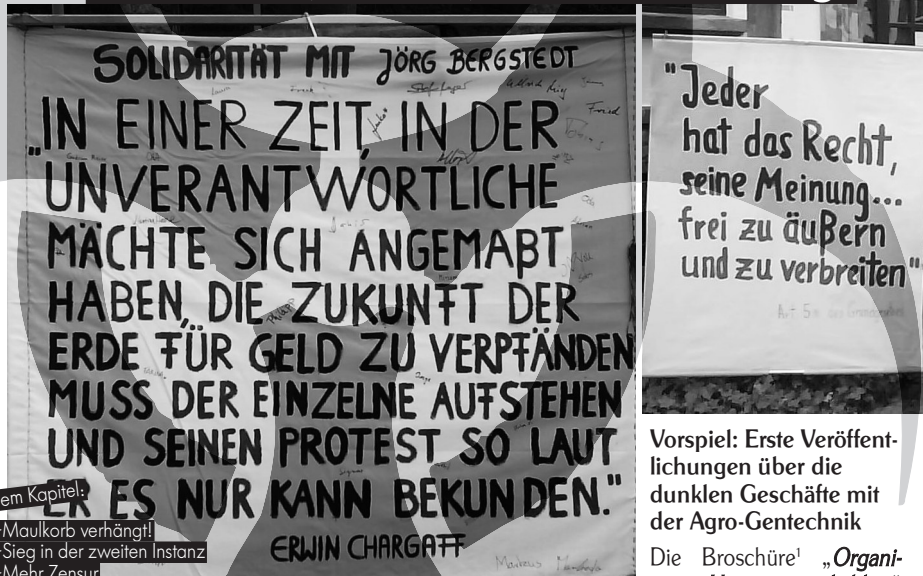 SOLIDARITÄT MIT JÖRG BERGSTEDT
„IN EINER ZEIT, IN DER
UNVERANTWORTLICHE
MÄCHTE SICH ANGEMAßT
HABEN, DIE ZUKUNFT DER
ERDE FÜR GELD ZU VERPFÄNDEN
MUSS DER EINZELNE AUFSTEHEN
UND SEINEN PROTEST SO LAUT
ER ES NUR KANN BEKUNDEN."
ERWIN CHARGAFF
"Jeder
hat das Recht,
seine Meinung...
frei zu äußern
und zu verbreiten"
em Kapitel:
Maulkorb verhängt!
Sieg in der zweiten Instanz
Mehr Zensur
Vorspiel: Erste Veröffent-
lichungen über die
dunklen Geschäfte mit
der Agro-Gentechnik
Die Broschüre¹ „Organi-